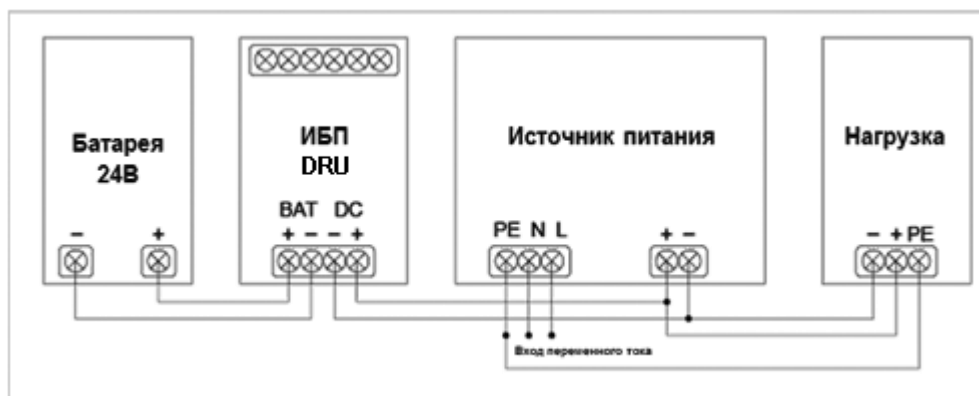 Батарея
24В
ИБП
DRU
Источник питания
Нагрузка
BAT DC
+ − − +
− +
PE N L
+ −
− + PE
Вход переменного тока